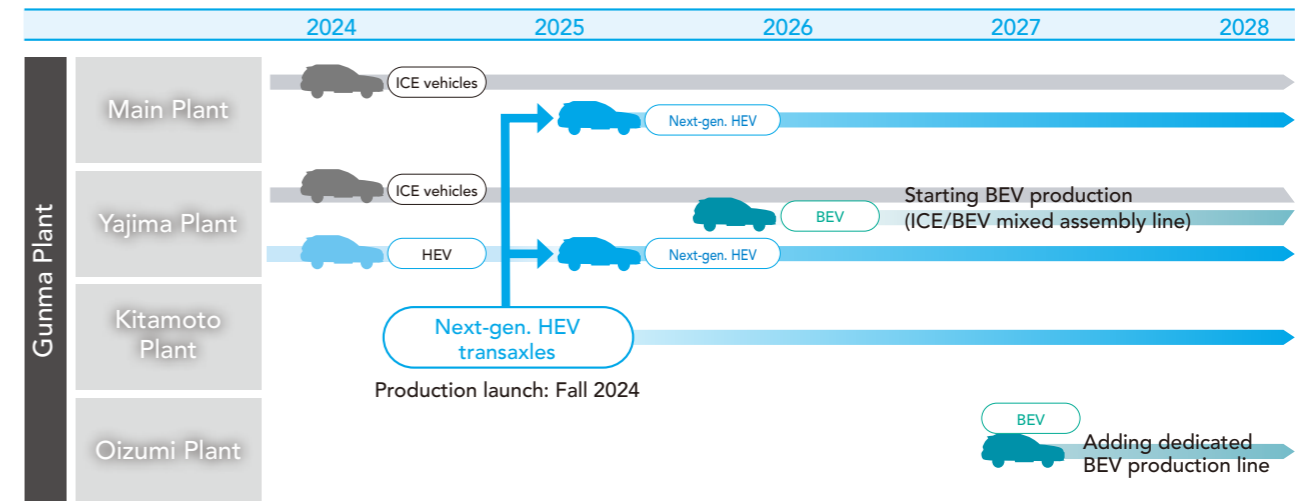 2024 2025 2026 2027 2028
Gunma Plant
Main Plant
ICE vehicles
Next-gen. HEV
Yajima Plant
ICE vehicles
BEV
Starting BEV production
(ICE/BEV mixed assembly line)
HEV
Next-gen. HEV
Kitamoto
Plant
Next-gen. HEV
transaxles
Production launch: Fall 2024
Oizumi Plant
BEV
Adding dedicated
BEV production line